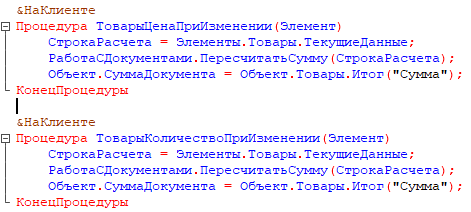 &НаКлиенте
Процедура ТоварыЦенаПриИзменении(Элемент)
СтрокаРасчета = Элементы.Товары.ТекущиеДанные;
РаботаСДокументами.ПересчитатьСумму(СтрокаРасчета);
Объект.СуммаДокумента = Объект.Товары.Итог("Сумма");
КонецПроцедуры
&НаКлиенте
Процедура ТоварыКоличествоПриИзменении(Элемент)
СтрокаРасчета = Элементы.Товары.ТекущиеДанные;
РаботаСДокументами.ПересчитатьСумму(СтрокаРасчета);
Объект.СуммаДокумента = Объект.Товары.Итог("Сумма");
КонецПроцедуры